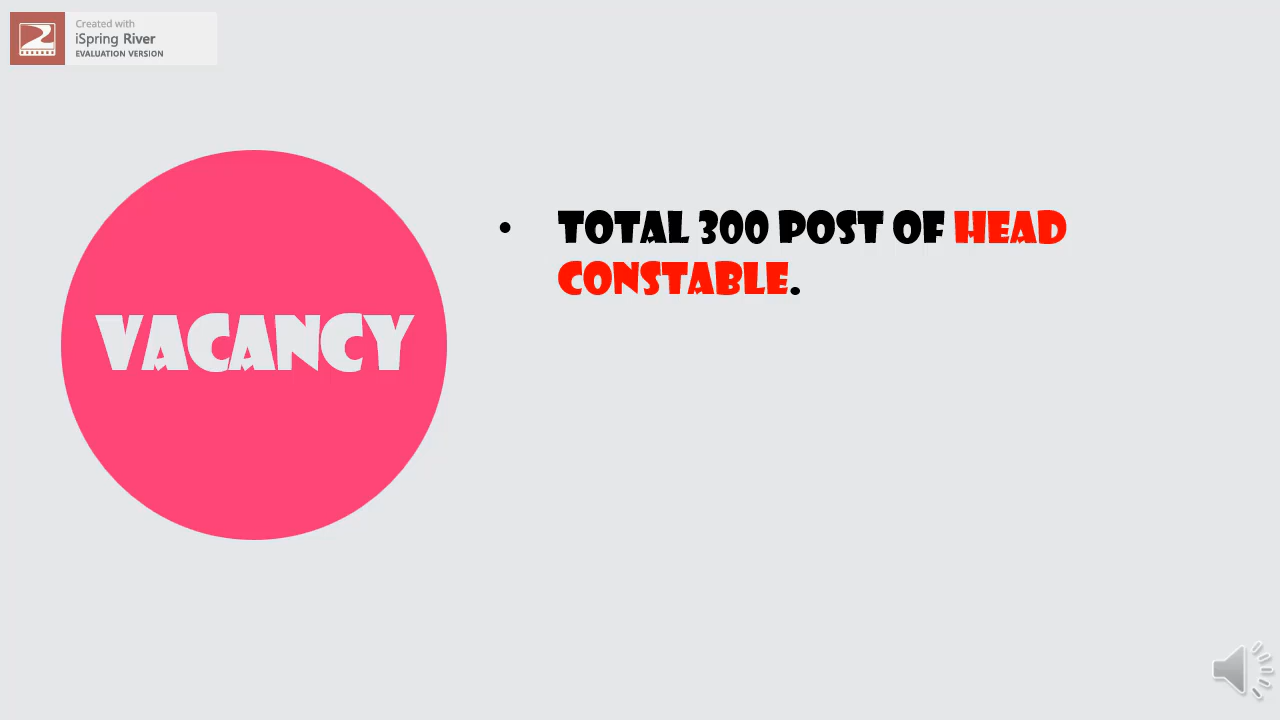 Created with
iSpring River
EVALUATION VERSION
VACANCY
• TOTAL 300 POST OF HEAD
CONSTABLE.